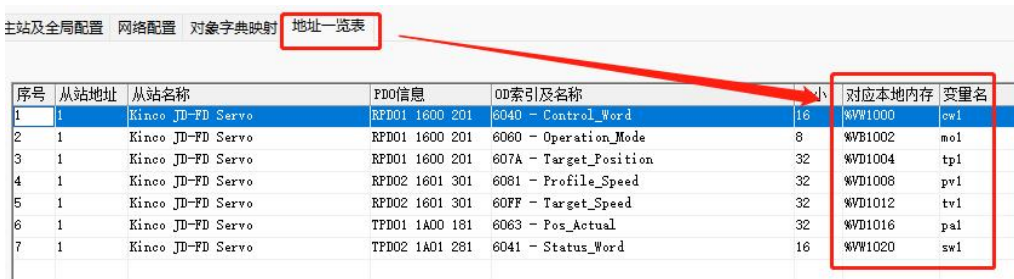 主站及全局配置 网络配置 对象字典映射 地址一览表
序号 从站地址 从站名称 PDO信息 OD索引及名称 小 对应本地内存 变量名
1 1 Kinco JD-FD Servo RPD01 1600 201 6040 - Control_Word 16 %VW1000 cw1
2 1 Kinco JD-FD Servo RPD01 1600 201 6060 - Operation_Mode 8 %VB1002 mo1
3 1 Kinco JD-FD Servo RPD01 1600 201 607A - Target_Position 32 %VD1004 tp1
4 1 Kinco JD-FD Servo RPD02 1601 301 6081 - Profile_Speed 32 %VD1008 pv1
5 1 Kinco JD-FD Servo RPD02 1601 301 60FF - Target_Speed 32 %VD1012 tv1
6 1 Kinco JD-FD Servo TPD01 1A00 181 6063 - Pos_Actual 32 %VD1016 pa1
7 1 Kinco JD-FD Servo TPD02 1A01 281 6041 - Status_Word 16 %VW1020 sw1